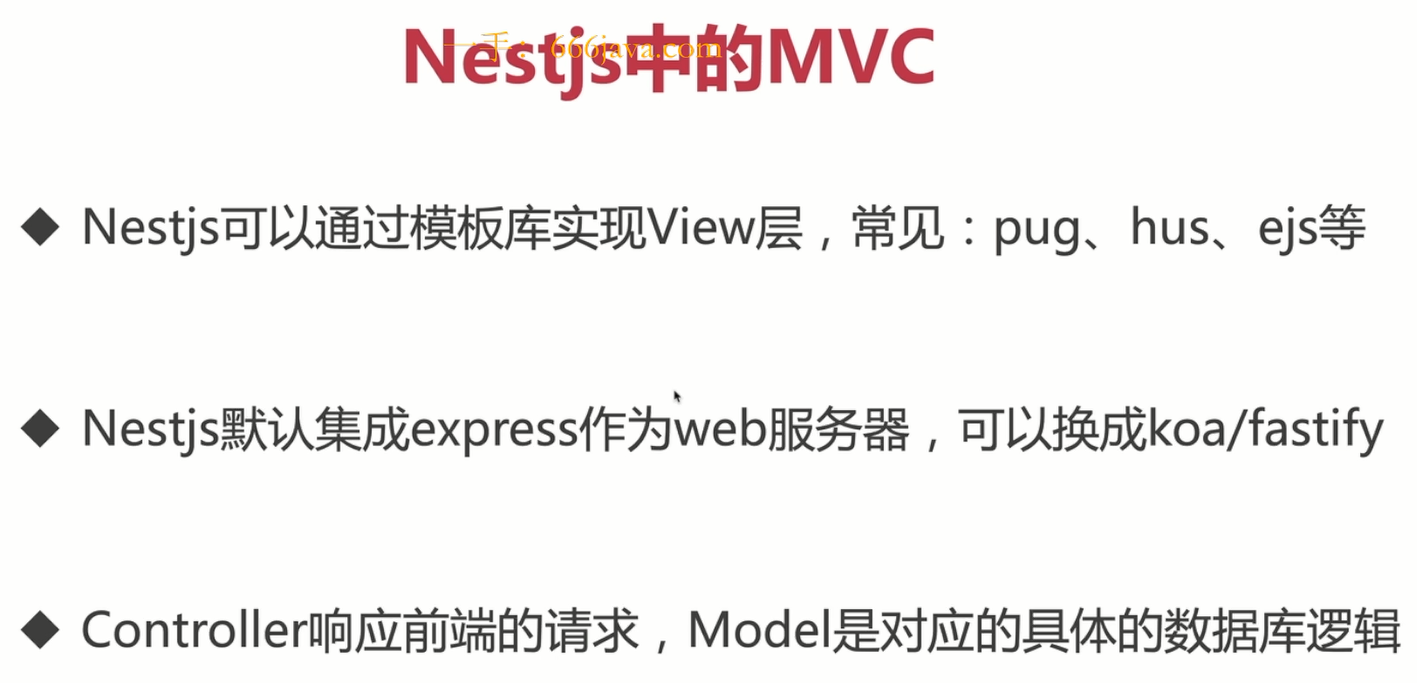 Nestjs中的MVC
一手：666java.com
Nestjs可以通过模板库实现View层，常见：pug、hus、ejs等
Nestjs默认集成express作为web服务器，可以换成koa/fastify
Controller响应前端的请求，Model是对应的具体的数据库逻辑